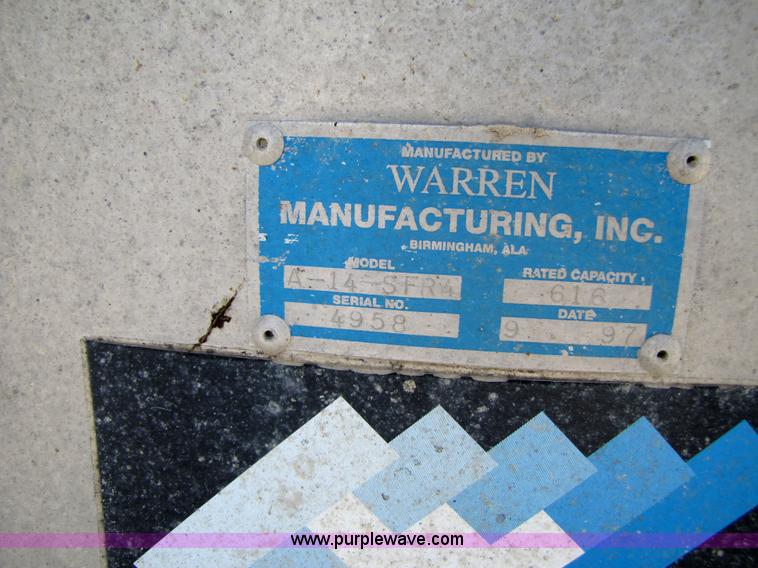 MANUFACTURED BY
WARREN
MANUFACTURING, INC.
BIRMINGHAM, ALA
MODEL RATED CAPACITY
A-14-SFR4 616
SERIAL NO. DATE
4958 9 97
www.purplewave.com